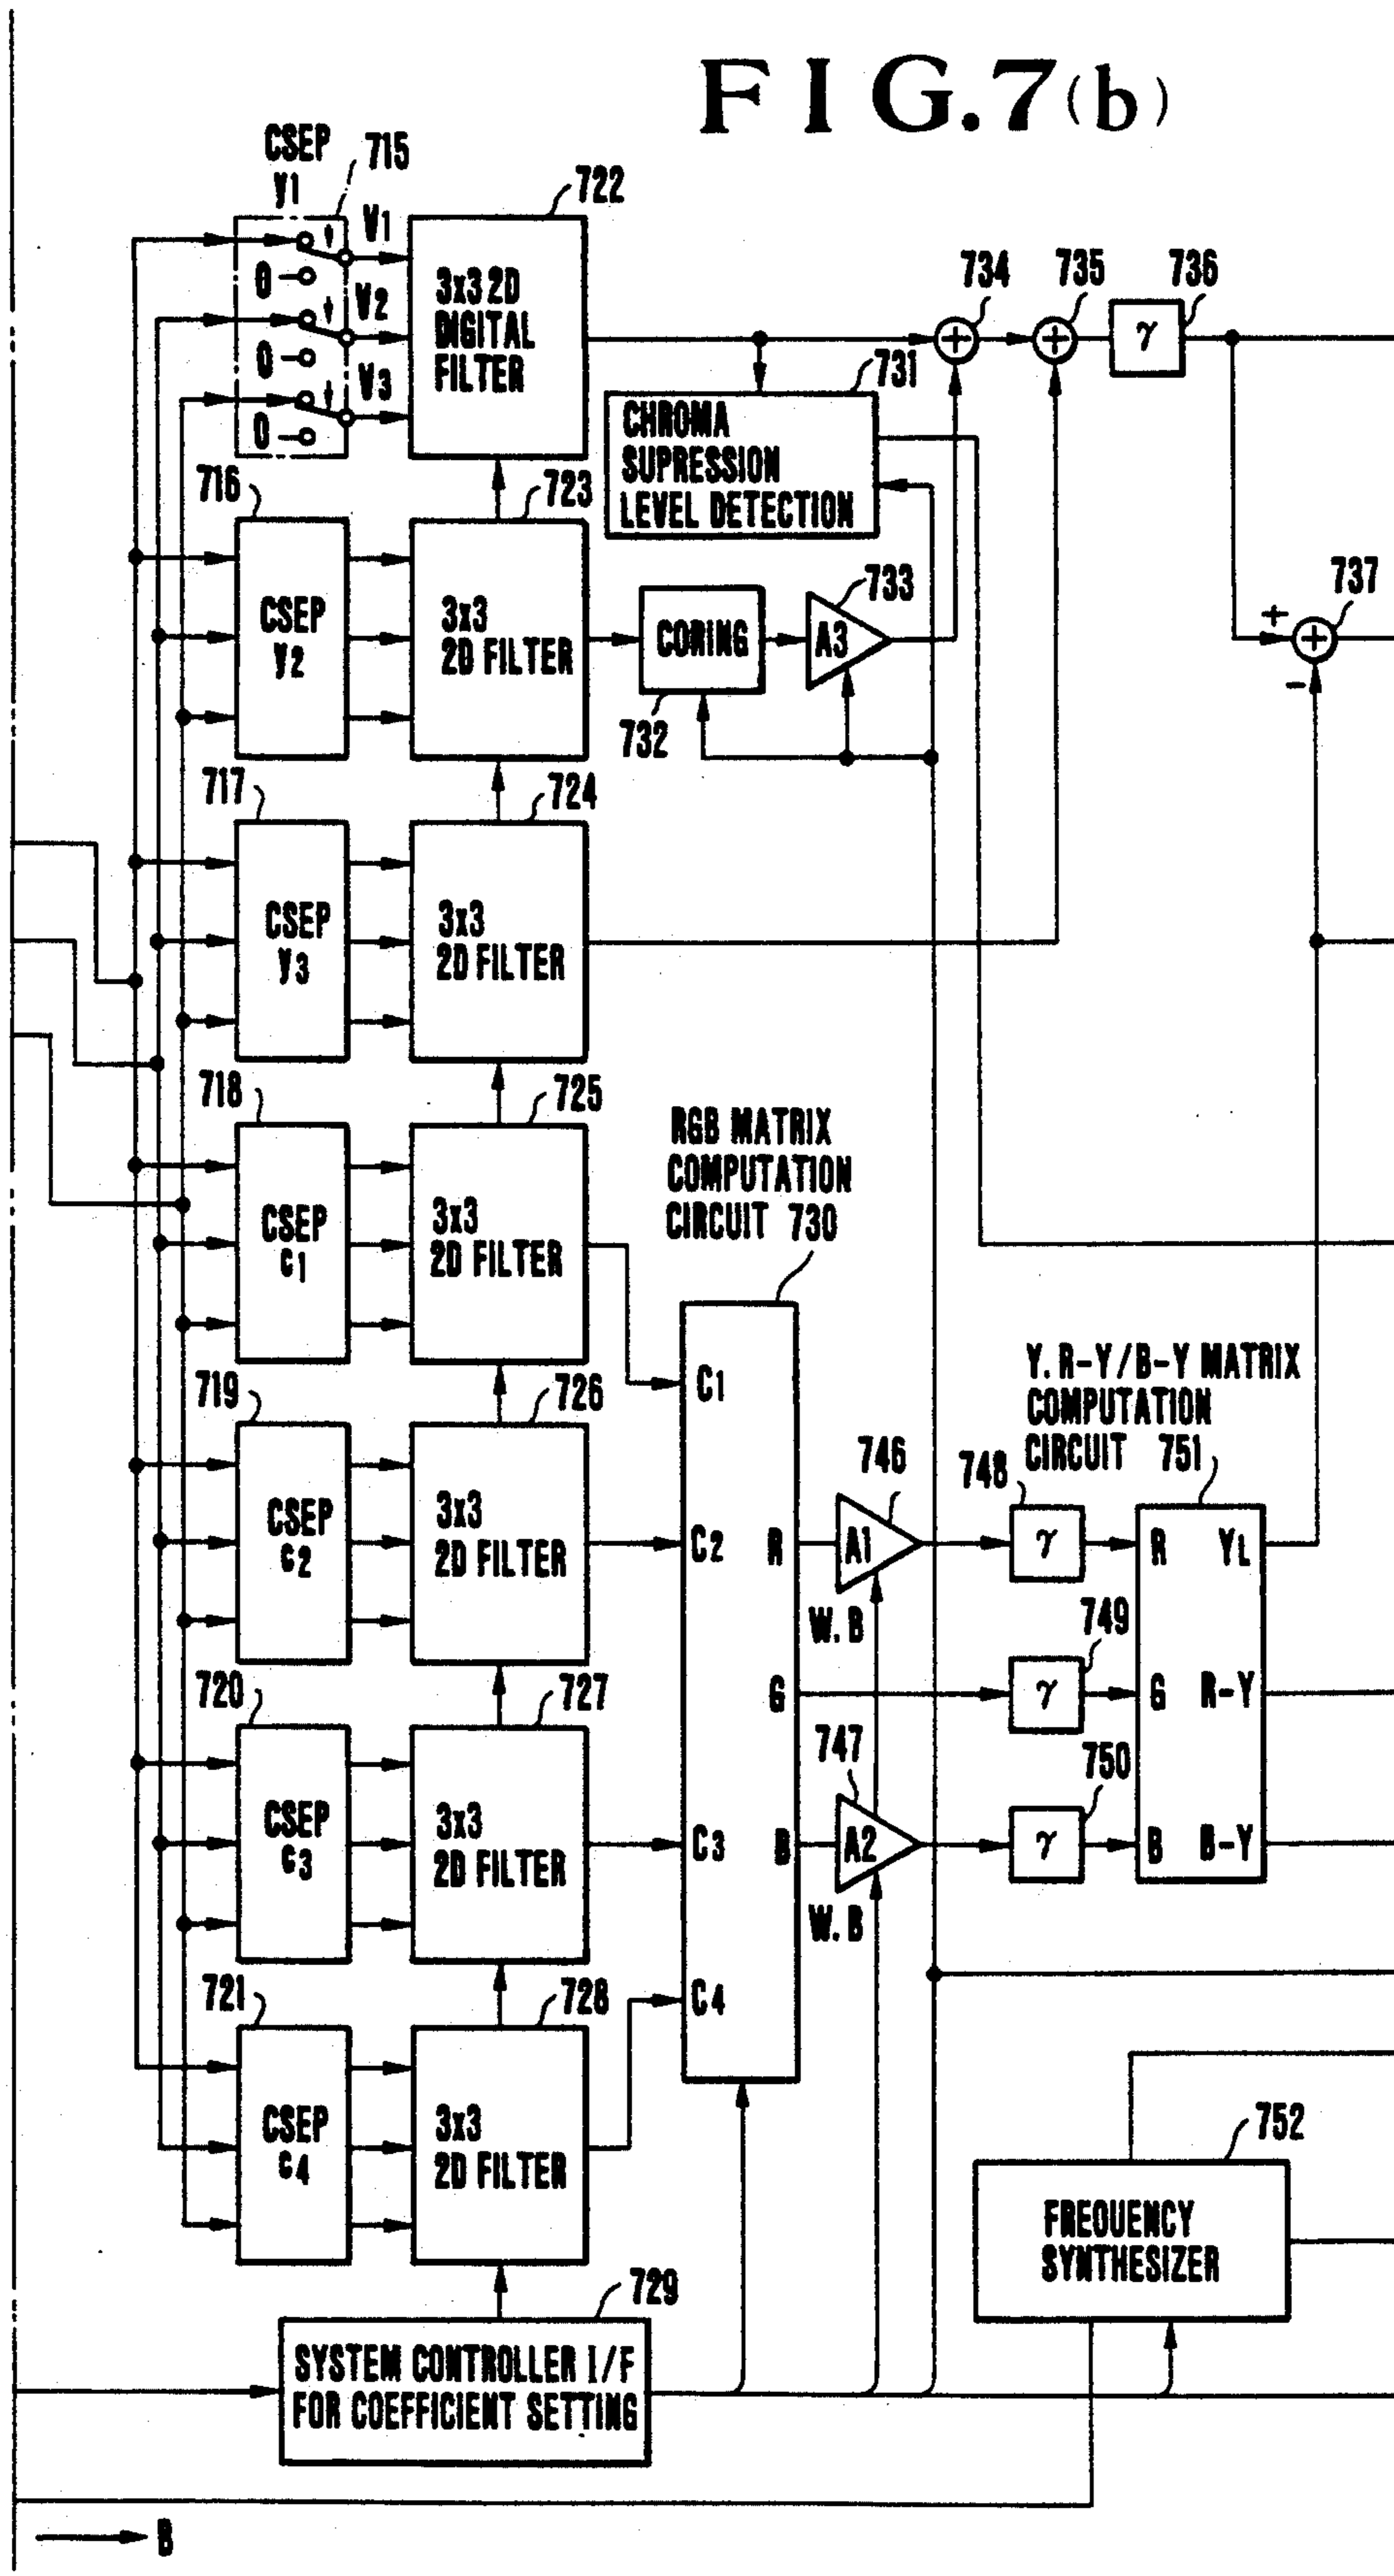 FIG.7(b)
CSEP
y1
715
722
V1
0
V2
0
V3
0
3x3 2D
DIGITAL
FILTER
734
735
736
γ
731
CHROMA
SUPRESSION
LEVEL DETECTION
716
723
CSEP
y2
3x3
2D FILTER
CORING
732
733
A3
737
+
-
717
724
CSEP
y3
3x3
2D FILTER
718
725
CSEP
C1
3x3
2D FILTER
RGB MATRIX
COMPUTATION
CIRCUIT 730
719
726
CSEP
C2
3x3
2D FILTER
C1
C2
C3
C4
R
G
B
746
A1
W.B
747
A2
W.B
748
γ
749
γ
750
γ
Y. R-Y/B-Y MATRIX
COMPUTATION
CIRCUIT 751
R YL
G R-Y
B B-Y
720
727
CSEP
C3
3x3
2D FILTER
721
728
CSEP
C4
3x3
2D FILTER
752
FREQUENCY
SYNTHESIZER
729
SYSTEM CONTROLLER I/F
FOR COEFFICIENT SETTING
B